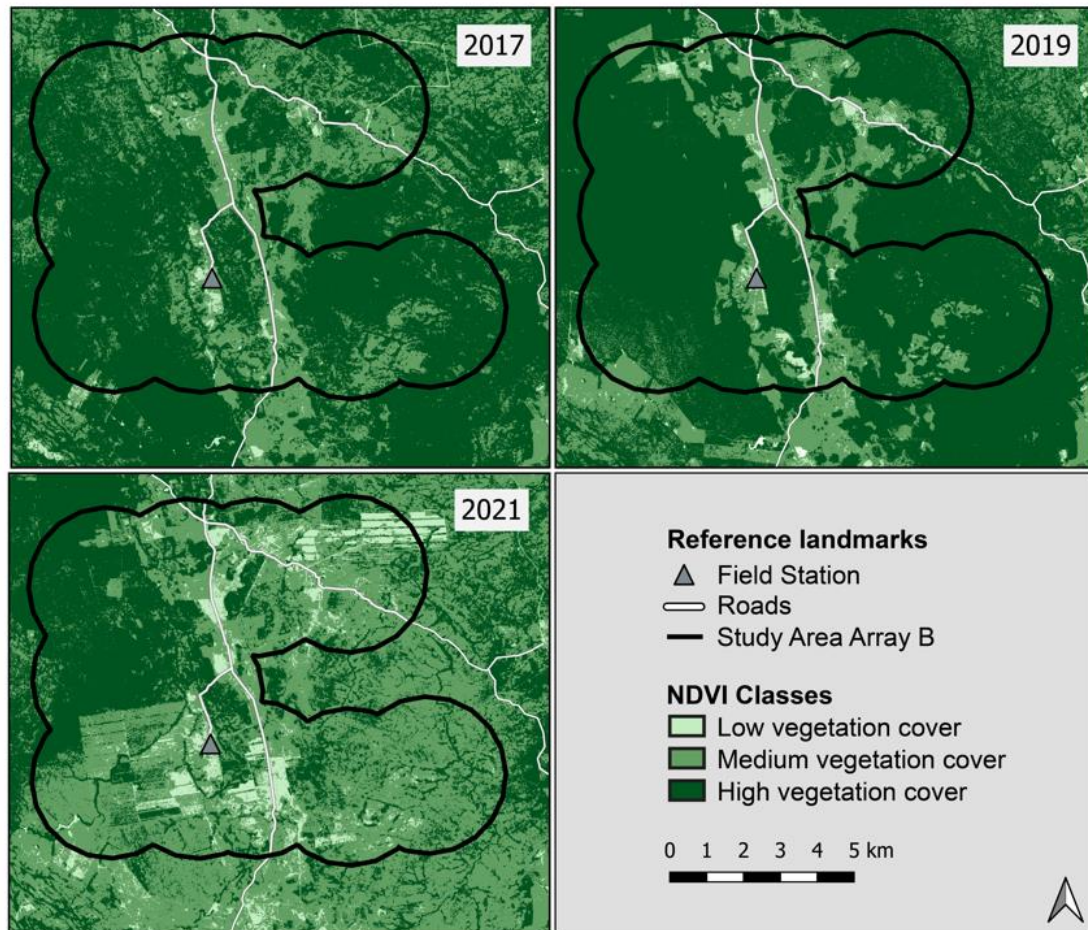 2017
2019
2021
Reference landmarks
Field Station
Roads
Study Area Array B
NDVI Classes
Low vegetation cover
Medium vegetation cover
High vegetation cover
0 1 2 3 4 5 km